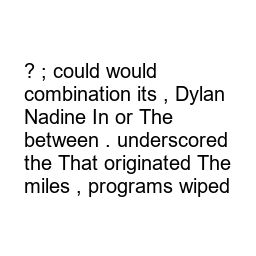 ? ; could would
combination its , Dylan
Nadine In or The
between . underscored
the That originated The
miles , programs wiped